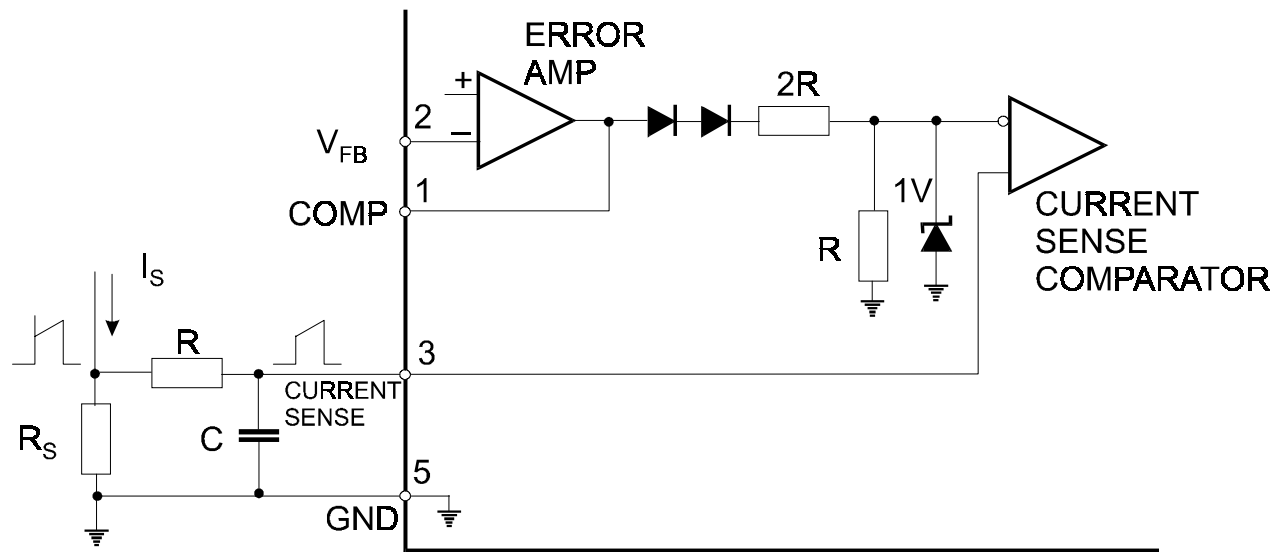 ERROR
AMP
+
−
2
V_FB
1
COMP
2R
1V
R
CURRENT
SENSE
COMPARATOR
I_S
R
3
CURRENT
SENSE
R_S
C
5
GND